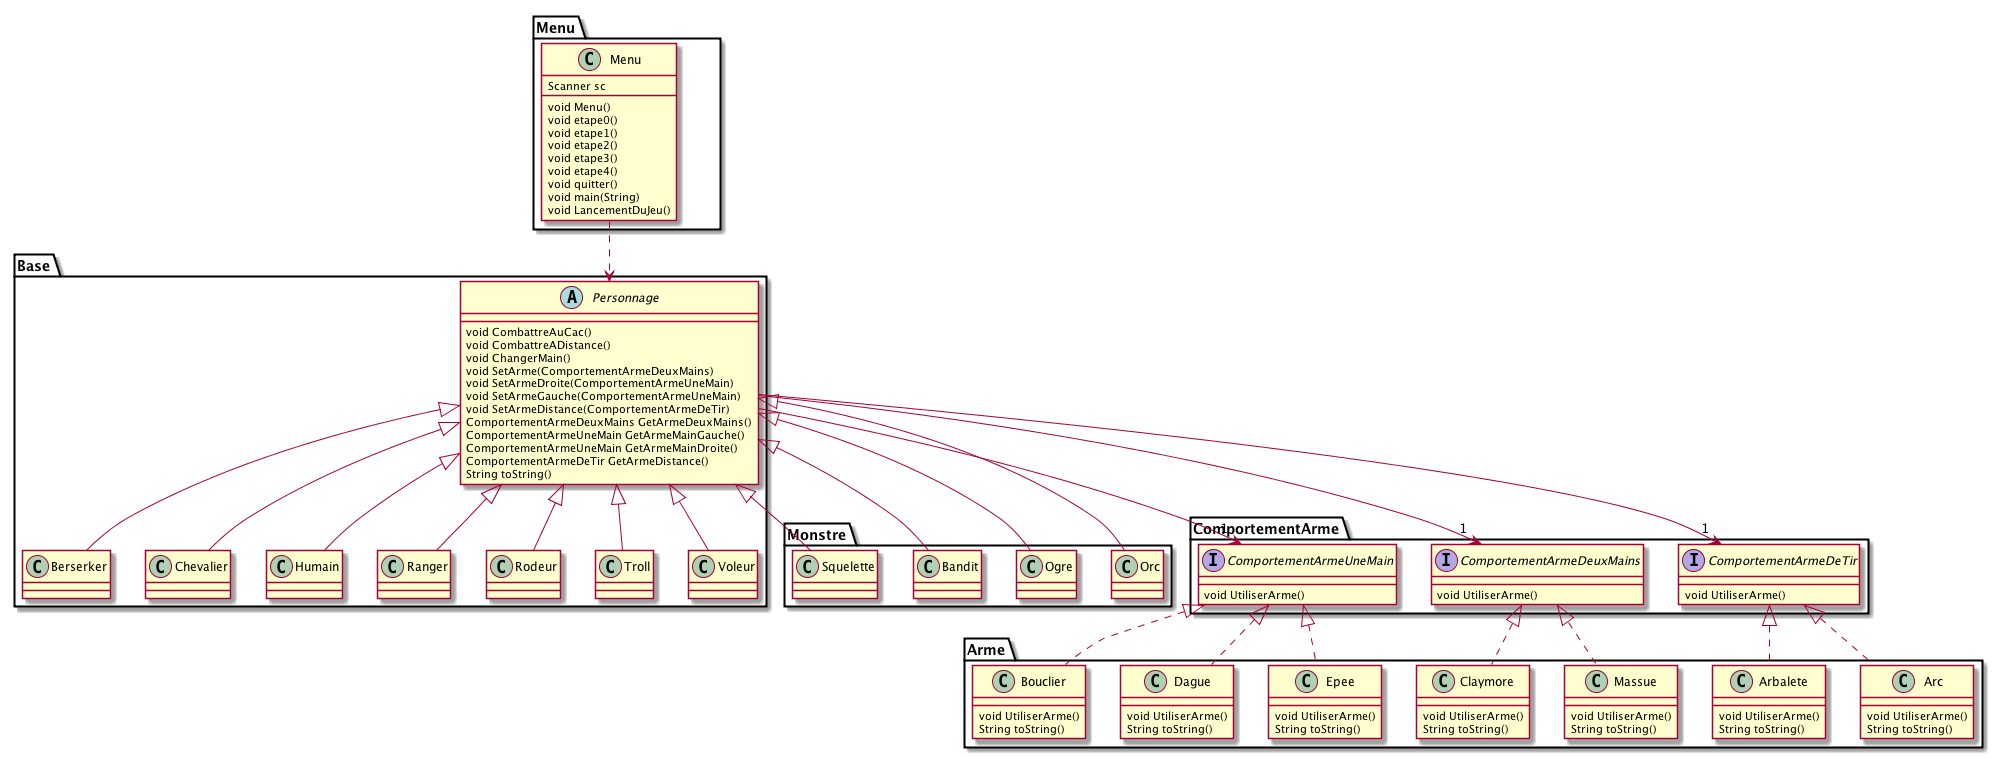 Menu
C Menu
Scanner sc
void Menu()
void etape0()
void etape1()
void etape2()
void etape3()
void etape4()
void quitter()
void main(String)
void LancementDuJeu()
Base
A Personnage
void CombattreAuCac()
void CombattreADistance()
void ChangerMain()
void SetArme(ComportementArmeDeuxMains)
void SetArmeDroite(ComportementArmeUneMain)
void SetArmeGauche(ComportementArmeUneMain)
void SetArmeDistance(ComportementArmeDeTir)
ComportementArmeDeuxMains GetArmeDeuxMains()
ComportementArmeUneMain GetArmeMainGauche()
ComportementArmeUneMain GetArmeMainDroite()
ComportementArmeDeTir GetArmeDistance()
String toString()
C Berserker
C Chevalier
C Humain
C Ranger
C Rodeur
C Troll
C Voleur
Monstre
C Squelette
C Bandit
C Ogre
C Orc
ComportementArme
1
1
I ComportementArmeUneMain
void UtiliserArme()
I ComportementArmeDeuxMains
void UtiliserArme()
I ComportementArmeDeTir
void UtiliserArme()
Arme
C Bouclier
void UtiliserArme()
String toString()
C Dague
void UtiliserArme()
String toString()
C Epee
void UtiliserArme()
String toString()
C Claymore
void UtiliserArme()
String toString()
C Massue
void UtiliserArme()
String toString()
C Arbalete
void UtiliserArme()
String toString()
C Arc
void UtiliserArme()
String toString()